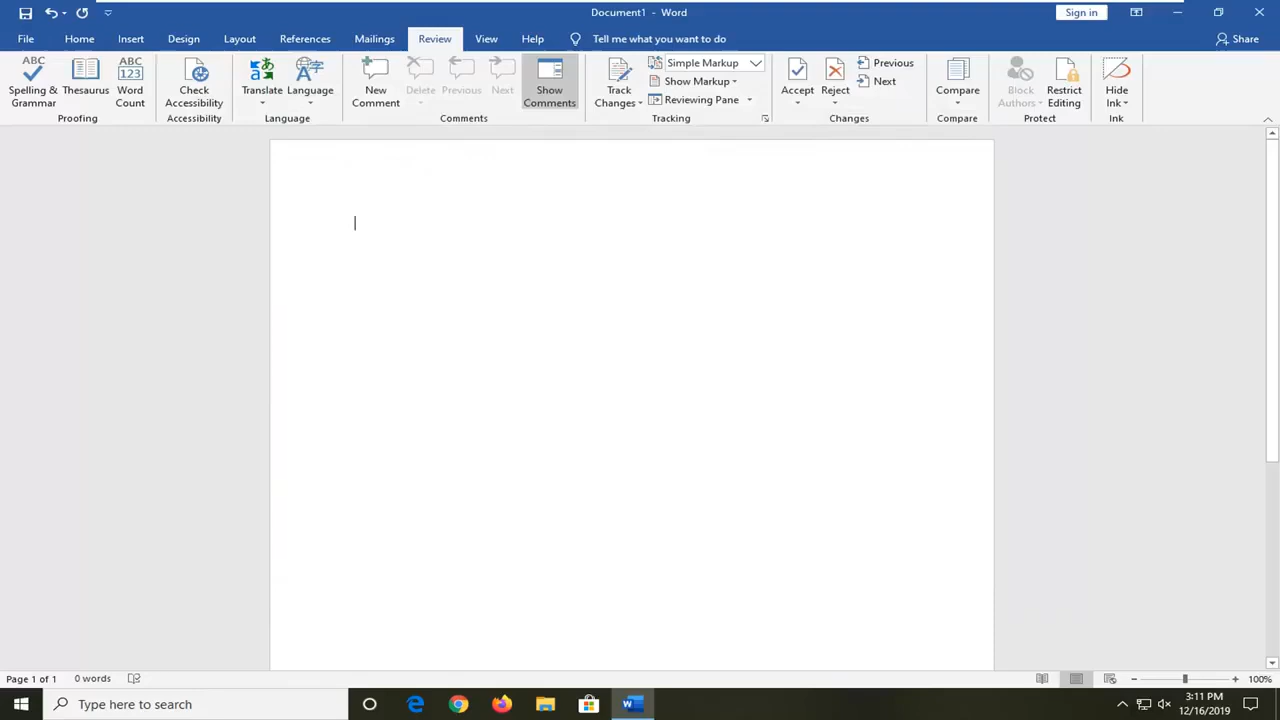 Document1 - Word
Sign in
File Home Insert Design Layout References Mailings Review View Help Tell me what you want to do Share
Spelling & Grammar
Thesaurus
Word Count
Check Accessibility
Translate
Language
New Comment
Delete
Previous
Next
Show Comments
Track Changes
Simple Markup
Show Markup
Reviewing Pane
Accept
Reject
Previous
Next
Compare
Block Authors
Restrict Editing
Hide Ink
Proofing Accessibility Language Comments Tracking Changes Compare Protect Ink
Page 1 of 1 0 words 100%
Type here to search
3:11 PM
12/16/2019